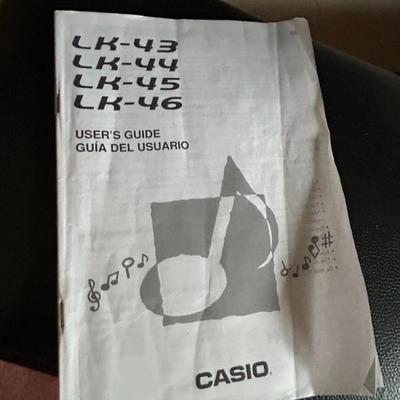 LK-43
LK-44
LK-45
LK-46
USER'S GUIDE
GUÍA DEL USUARIO
CASIO